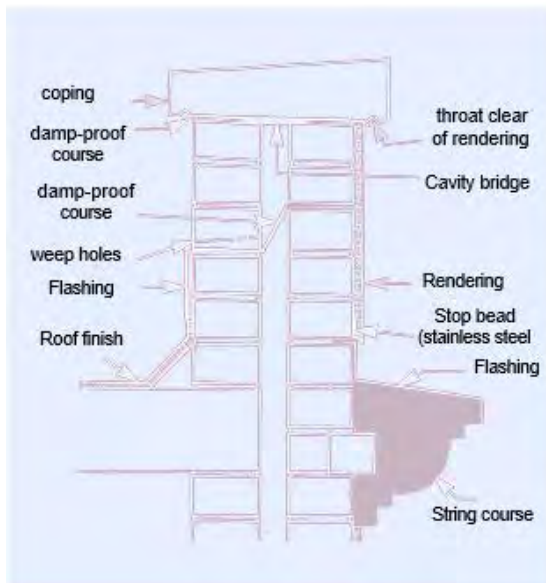 coping
damp-proof
course
damp-proof
course
weep holes
Flashing
Roof finish
throat clear
of rendering
Cavity bridge
Rendering
Stop bead
(stainless steel
Flashing
String course